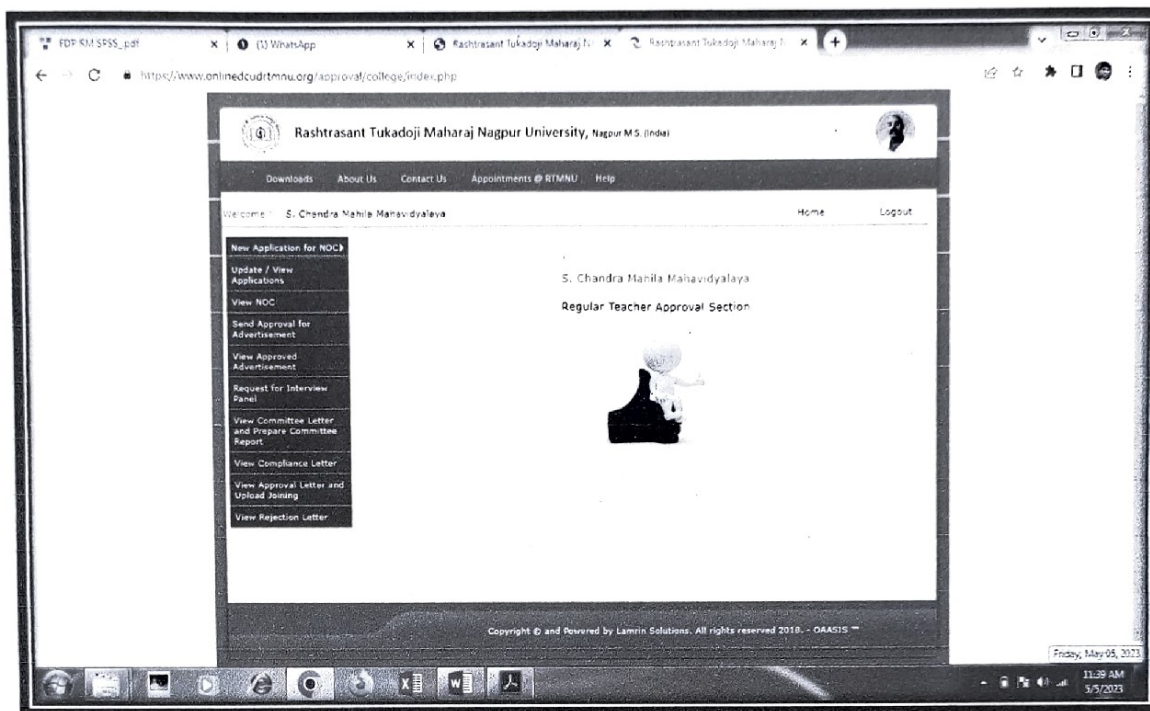 FDP KM SPSS_.pdf
(1) WhatsApp
Rashtrasant Tukadoji Maharaj N
Rashtrasant Tukadoji Maharaj N
https://www.onlinedcudrtmnu.org/approval/college/index.php
Rashtrasant Tukadoji Maharaj Nagpur University, Nagpur M.S. (India)
Downloads About Us Contact Us Appointments @ RTMNU Help
Welcome : S. Chandra Mahila Mahavidyalaya Home Logout
New Application for NOC
Update / View
Applications
View NOC
Send Approval for
Advertisement
View Approved
Advertisement
Request for Interview
Panel
View Committee Letter
and Prepare Committee
Report
View Compliance Letter
View Approval Letter and
Upload Joining
View Rejection Letter
S. Chandra Mahila Mahavidyalaya
Regular Teacher Approval Section
Copyright © and Powered by Lamrin Solutions. All rights reserved 2018. - OAASIS ™
Friday, May 05, 2023
11:39 AM
5/5/2023